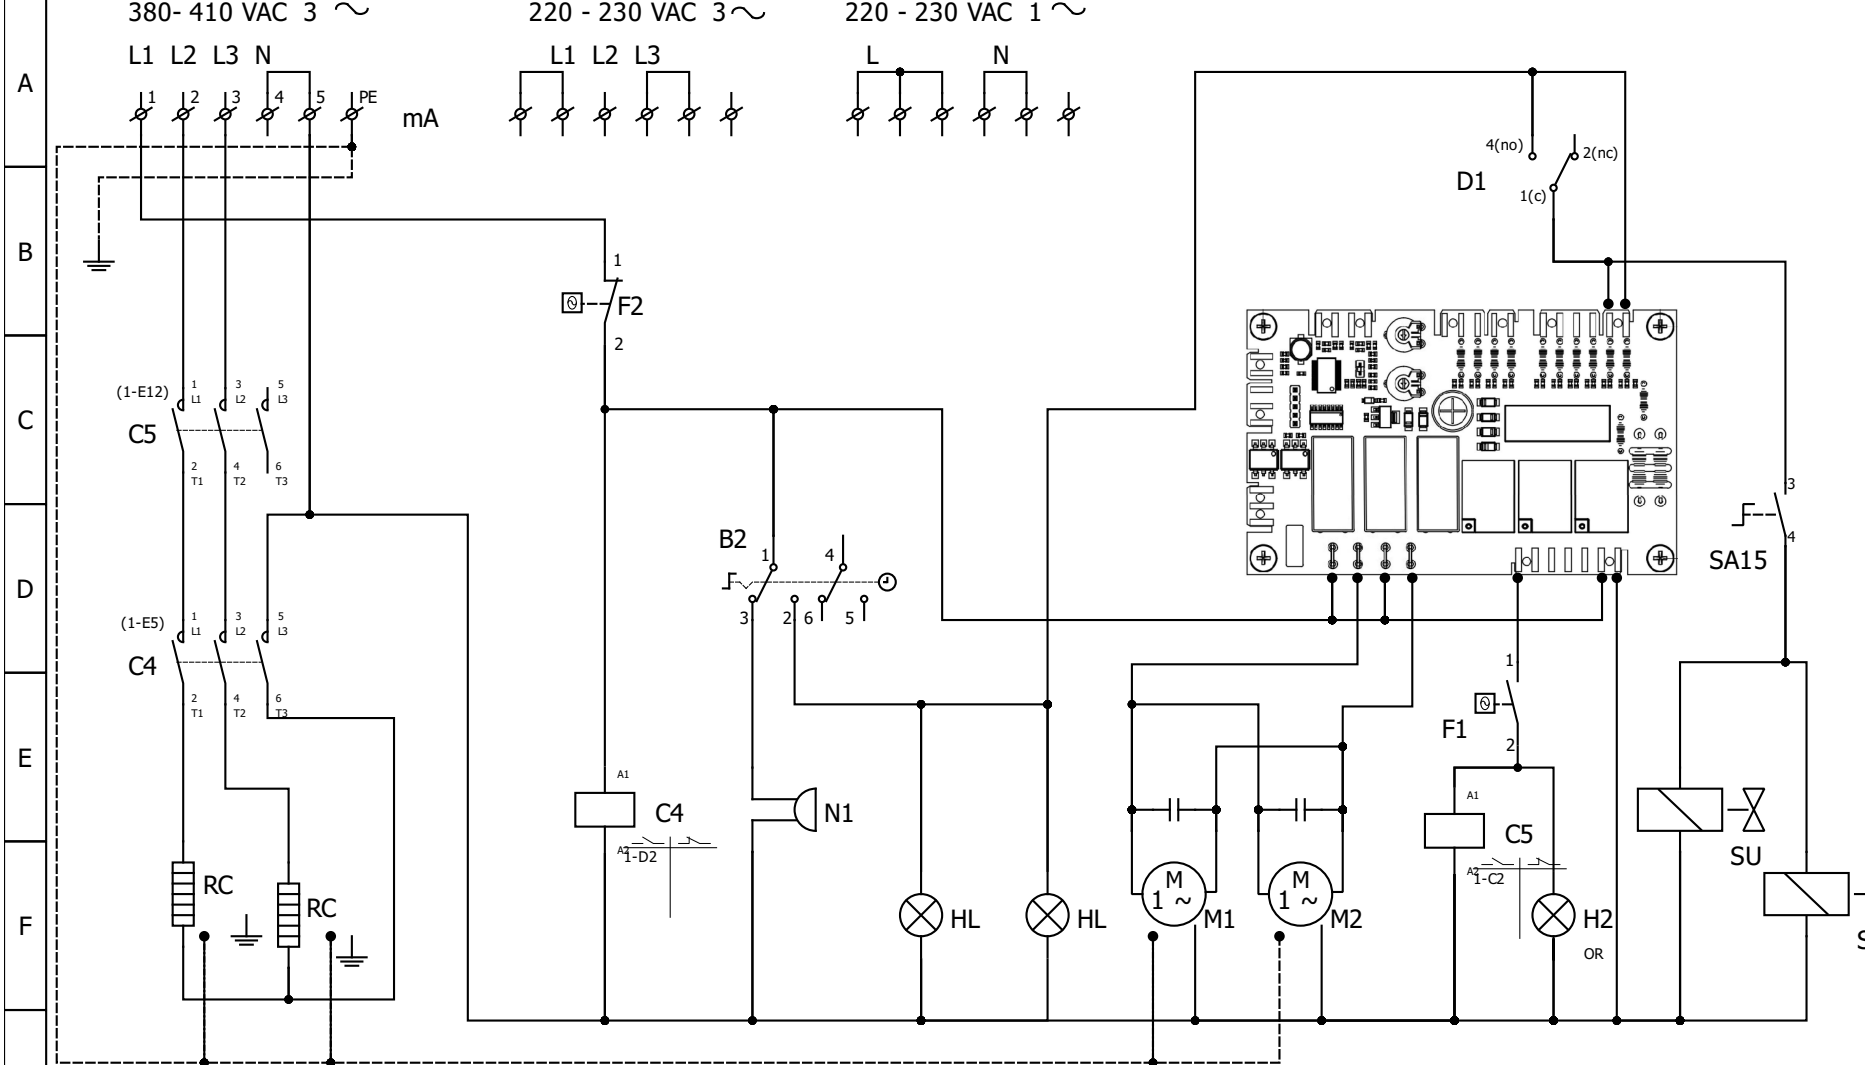 380- 410 VAC 3 ～
220 - 230 VAC 3～
220 - 230 VAC 1 ～
L1 L2 L3 N
L1 L2 L3
L N
A
1 2 3 4 5 PE
mA
4(no)
2(nc)
D1
1(c)
B
1
F2
2
C
(1-E12)
1 3 5
L1 L2 L3
C5
2 4 6
T1 T2 T3
3
SA15
4
D
B2
1 4
3 2 6 5
(1-E5)
1 3 5
L1 L2 L3
C4
2 4 6
T1 T2 T3
1
F1
2
E
A1
C4
A2
1-D2
N1
A1
C5
A2
1-C2
SU
F
RC
RC
HL
HL
M
1 ~
M1
M
1 ~
M2
H2
OR
S